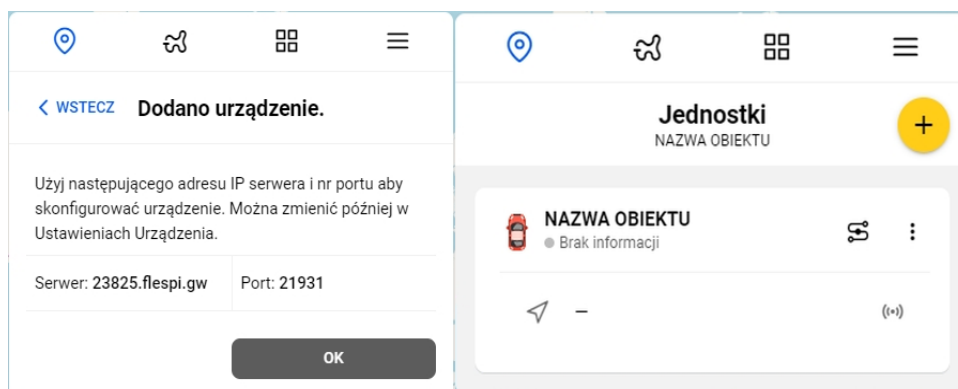 WSTECZ Dodano urządzenie.
Użyj następującego adresu IP serwera i nr portu aby
skonfigurować urządzenie. Można zmienić później w
Ustawieniach Urządzenia.
Serwer: 23825.flespi.gw Port: 21931
OK
Jednostki
NAZWA OBIEKTU
NAZWA OBIEKTU
Brak informacji
–